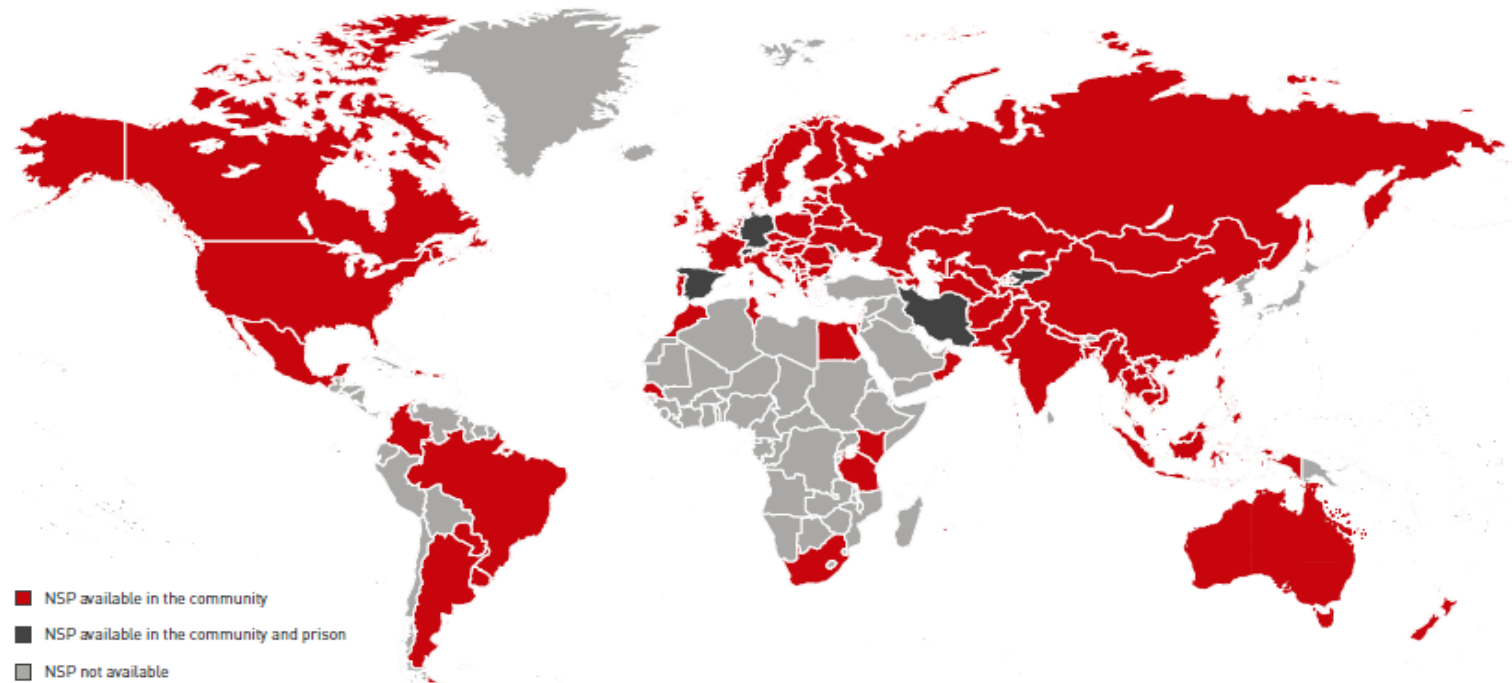 NSP available in the community
NSP available in the community and prison
NSP not available